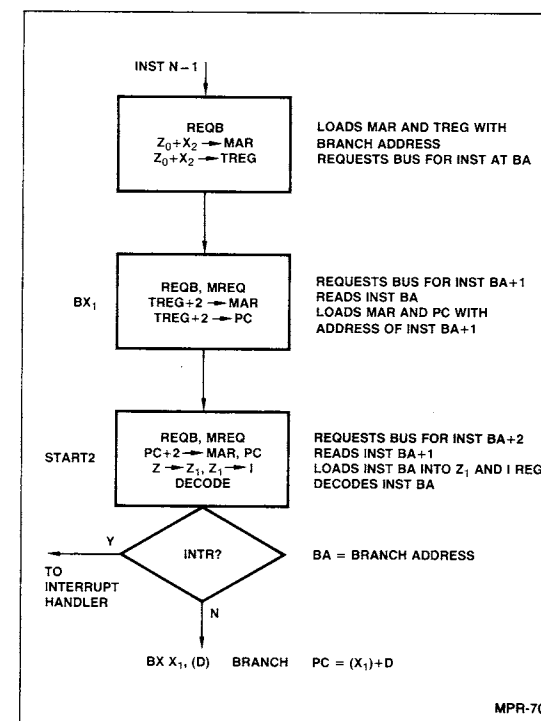 INST N–1
REQB
Z₀+X₂ → MAR
Z₀+X₂ → TREG
LOADS MAR AND TREG WITH
BRANCH ADDRESS
REQUESTS BUS FOR INST AT BA
BX₁
REQB, MREQ
TREG+2 → MAR
TREG+2 → PC
REQUESTS BUS FOR INST BA+1
READS INST BA
LOADS MAR AND PC WITH
ADDRESS OF INST BA+1
START2
REQB, MREQ
PC+2 → MAR, PC
Z → Z₁, Z₁ → I
DECODE
REQUESTS BUS FOR INST BA+2
READS INST BA+1
LOADS INST BA INTO Z₁ AND I REG
DECODES INST BA
Y
INTR?
BA = BRANCH ADDRESS
TO
INTERRUPT
HANDLER
N
BX X₁, (D) BRANCH PC = (X₁)+D
MPR-70